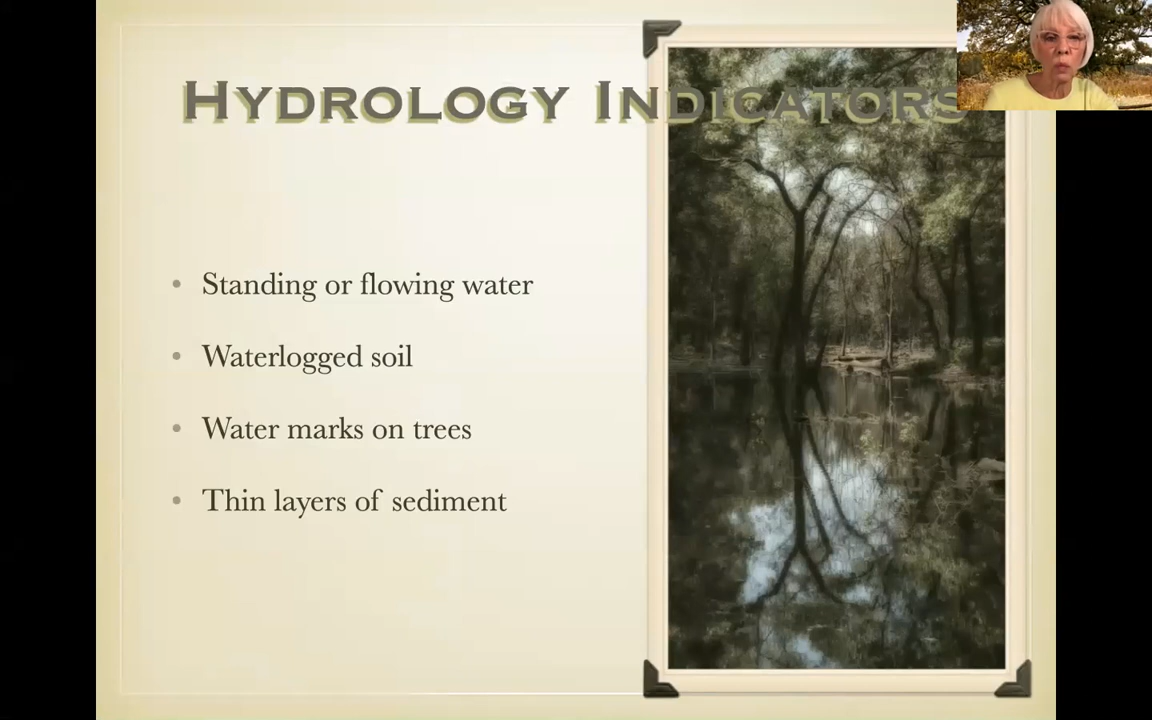 Hydrology Indicators
• Standing or flowing water
• Waterlogged soil
• Water marks on trees
• Thin layers of sediment